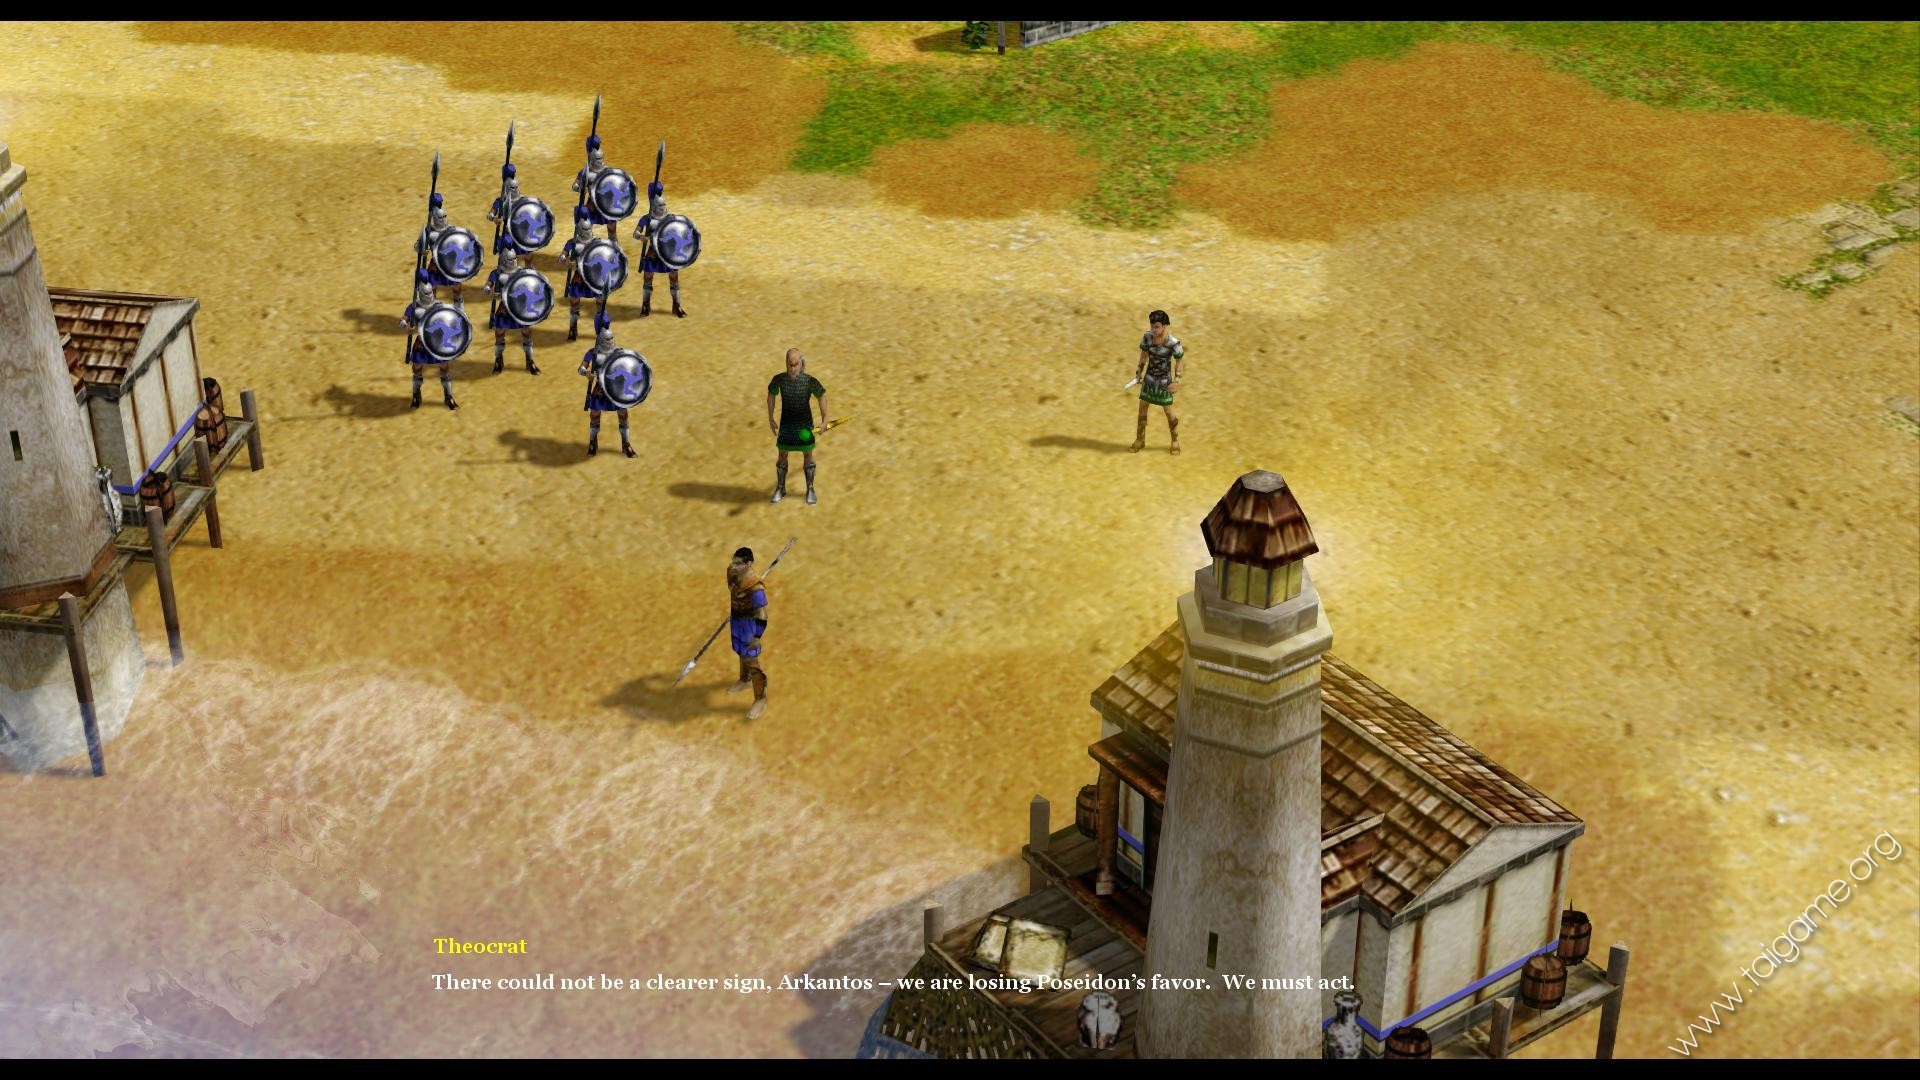 Theocrat
There could not be a clearer sign, Arkantos – we are losing Poseidon’s favor.  We must act.
www.taigame.org